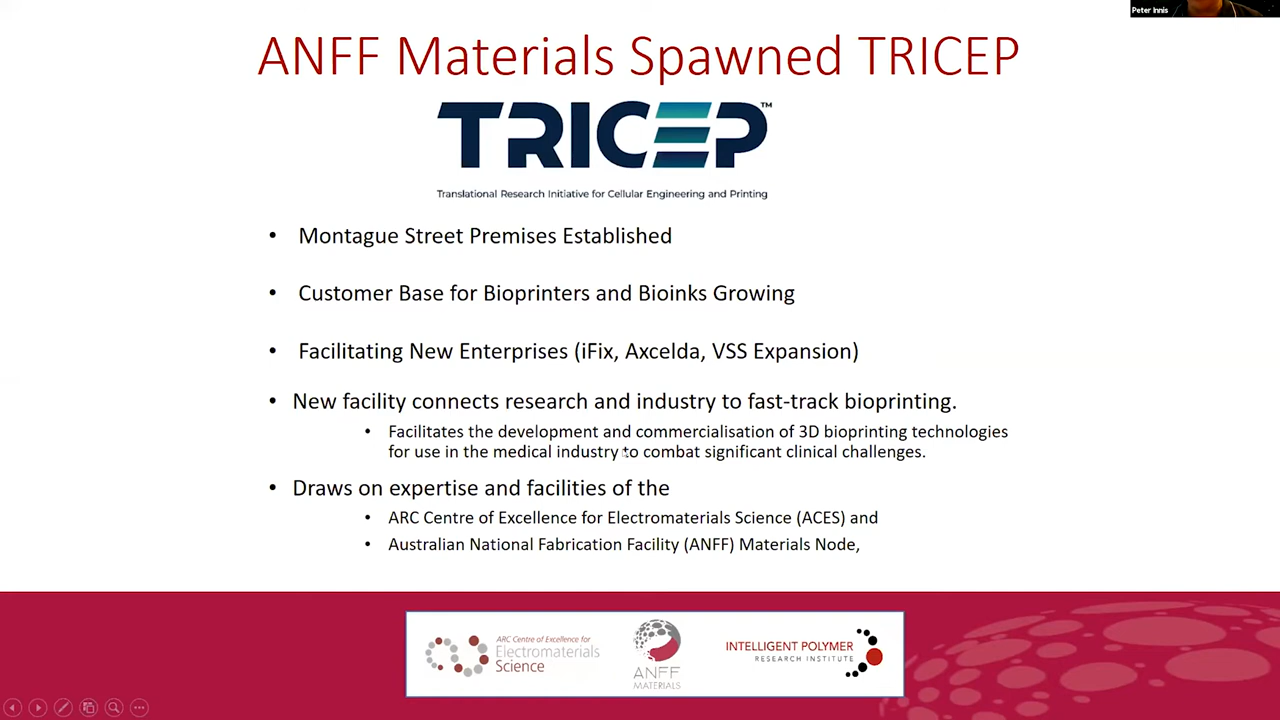 Peter Innis
ANFF Materials Spawned TRICEP
TRICEP™
Translational Research Initiative for Cellular Engineering and Printing
• Montague Street Premises Established
• Customer Base for Bioprinters and Bioinks Growing
• Facilitating New Enterprises (iFix, Axcelda, VSS Expansion)
• New facility connects research and industry to fast-track bioprinting.
• Facilitates the development and commercialisation of 3D bioprinting technologies
for use in the medical industry to combat significant clinical challenges.
• Draws on expertise and facilities of the
• ARC Centre of Excellence for Electromaterials Science (ACES) and
• Australian National Fabrication Facility (ANFF) Materials Node,
ARC Centre of Excellence for
Electromaterials
Science
ANFF
MATERIALS
INTELLIGENT POLYMER
RESEARCH INSTITUTE